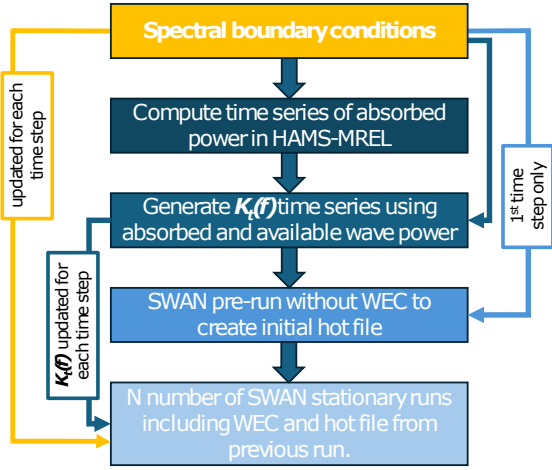 Spectral boundary conditions
Compute time series of absorbed
power in HAMS-MREL
Generate K_t(f) time series using
absorbed and available wave power
SWAN pre-run without WEC to
create initial hot file
N number of SWAN stationary runs
including WEC and hot file from
previous run.
updated for each
time step
K_t(f) updated for
each time step
1st time
step only